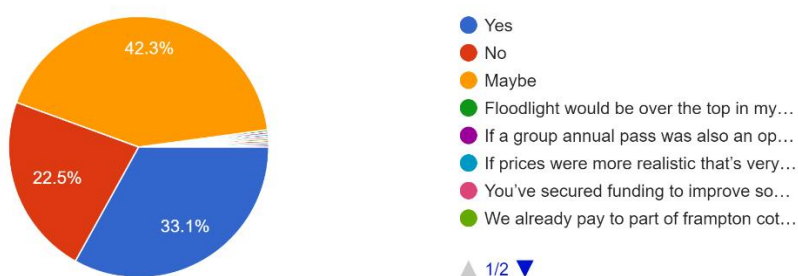 42.3%
22.5%
33.1%
Yes
No
Maybe
Floodlight would be over the top in my…
If a group annual pass was also an op…
If prices were more realistic that's very…
You've secured funding to improve so…
We already pay to part of frampton cot…
1/2